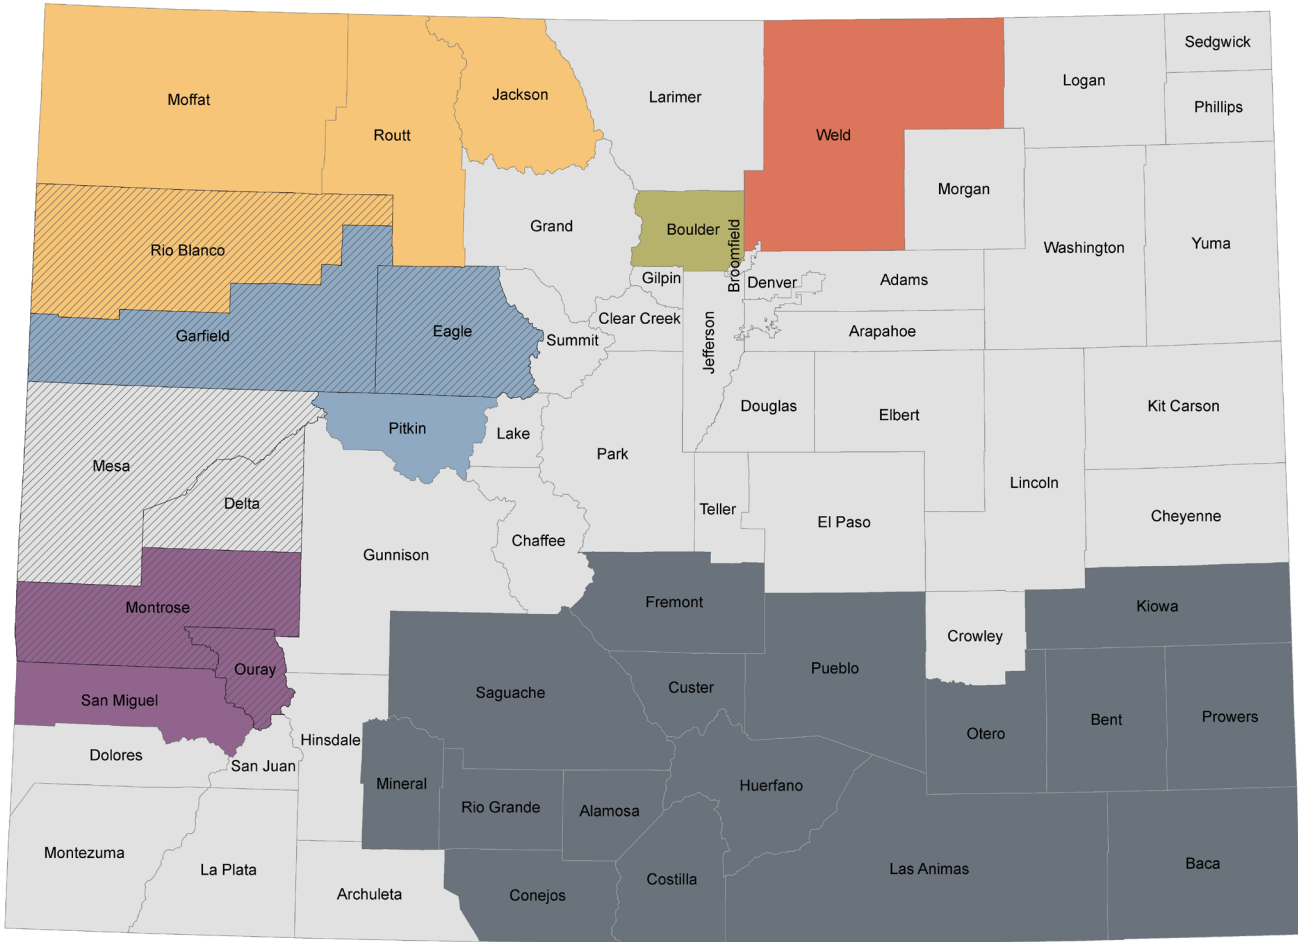 Sedgwick
Logan
Jackson
Larimer
Moffat
Phillips
Routt
Weld
Morgan
Grand
Boulder
Broomfield
Washington
Yuma
Rio Blanco
Gilpin
Denver
Adams
Clear Creek
Jefferson
Arapahoe
Garfield
Eagle
Summit
Douglas
Elbert
Kit Carson
Pitkin
Lake
Park
Mesa
Lincoln
Delta
Teller
El Paso
Cheyenne
Chaffee
Gunnison
Montrose
Fremont
Kiowa
Crowley
Ouray
Pueblo
San Miguel
Saguache
Custer
Prowers
Bent
Otero
Hinsdale
Dolores
San Juan
Mineral
Huerfano
Rio Grande
Alamosa
Montezuma
La Plata
Las Animas
Baca
Costilla
Archuleta
Conejos